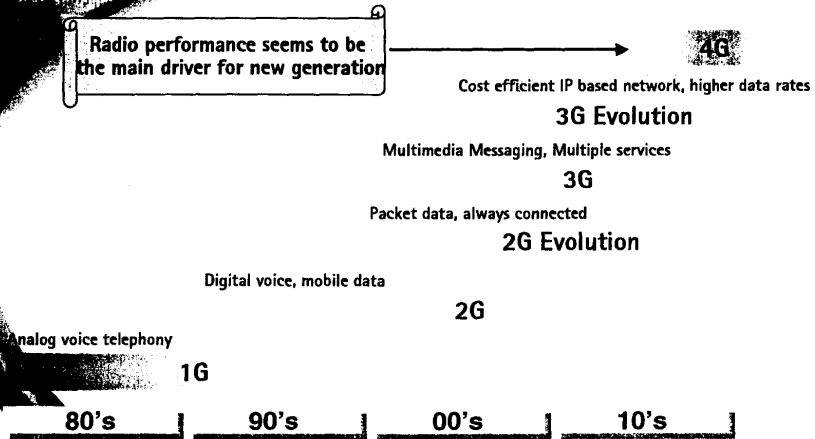 Radio performance seems to be
the main driver for new generation
4G
Cost efficient IP based network, higher data rates
3G Evolution
Multimedia Messaging, Multiple services
3G
Packet data, always connected
2G Evolution
Digital voice, mobile data
2G
Analog voice telephony
1G
80's 90's 00's 10's